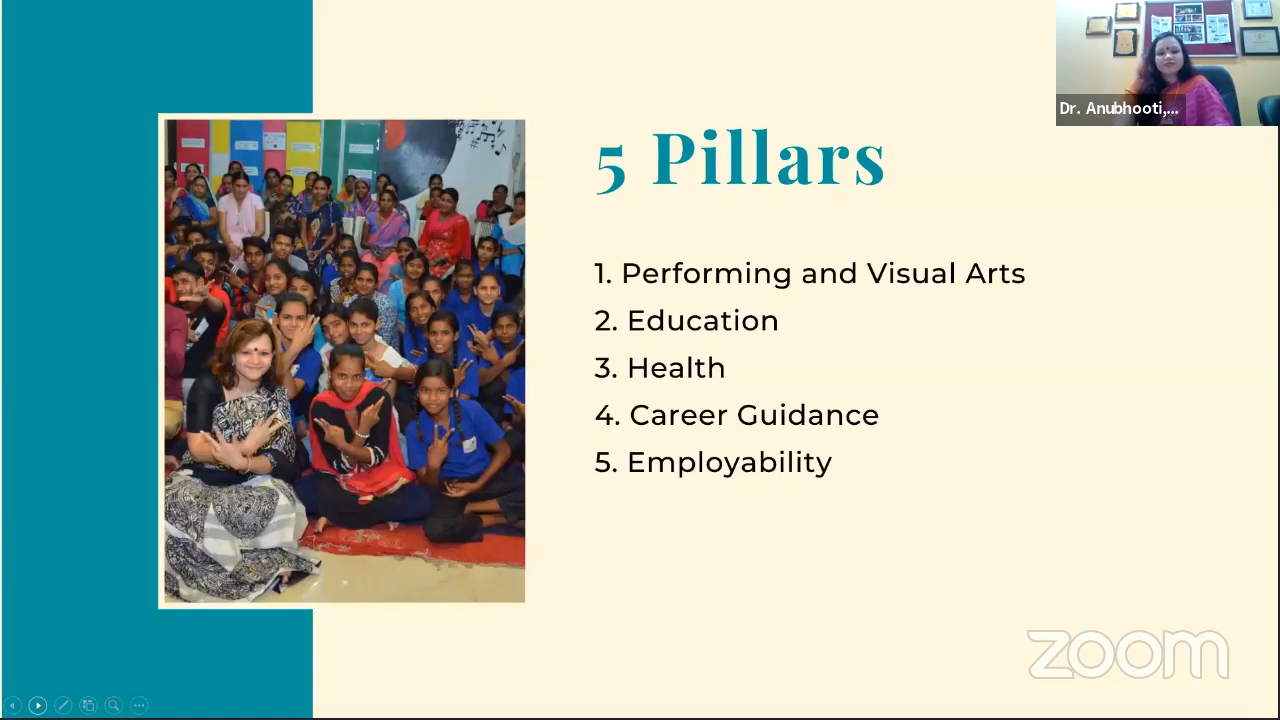 Dr. Anubhooti,...
5 Pillars
1. Performing and Visual Arts
2. Education
3. Health
4. Career Guidance
5. Employability
zoom